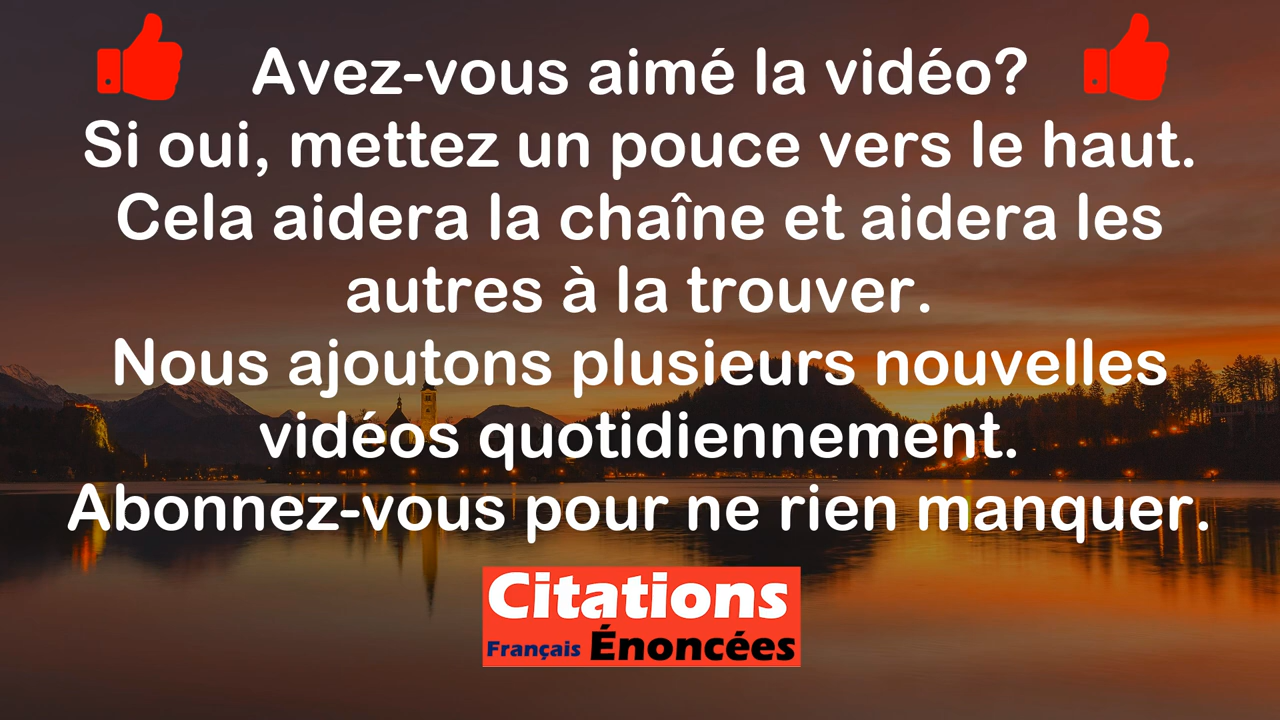 Avez-vous aimé la vidéo?
Si oui, mettez un pouce vers le haut.
Cela aidera la chaîne et aidera les
autres à la trouver.
Nous ajoutons plusieurs nouvelles
vidéos quotidiennement.
Abonnez-vous pour ne rien manquer.
Citations
Français Énoncées